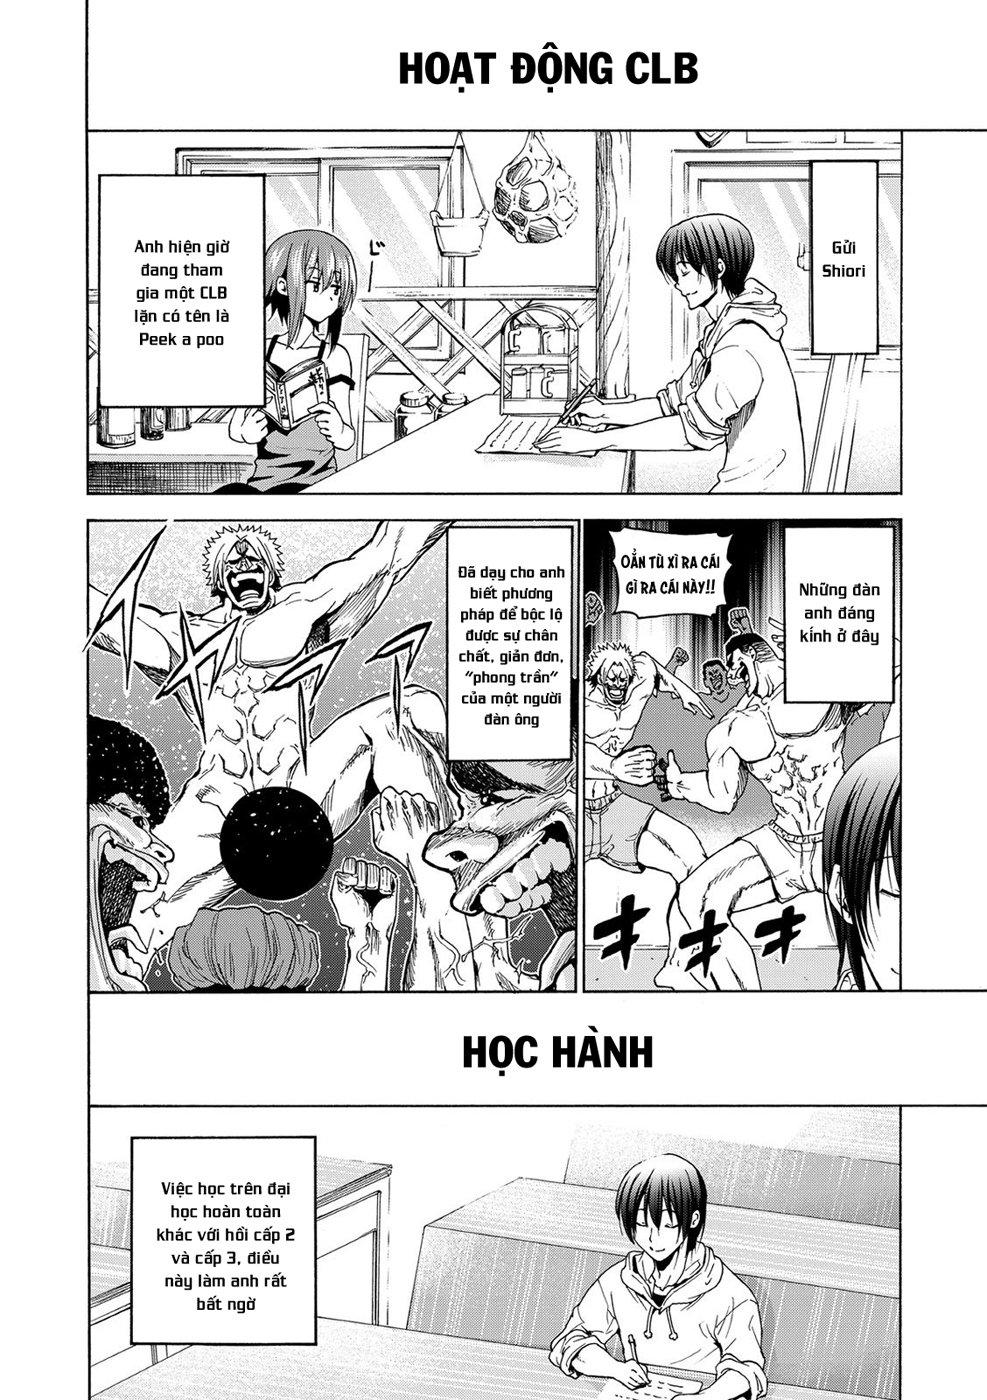 HOẠT ĐỘNG CLB
Gửi
Shiori
Anh hiện giờ
đang tham
gia một CLB
lặn có tên là
Peek a poo
じ
Những đàn
anh đáng
kính ở đây
OẲN TÙ XÌ RA CÁI
GÌ RA CÁI NÀY!!
キキキ
Đã dạy cho anh
biết phương
pháp để bộc lộ
được sự chân
chất, giản đơn,
“phong trần”
của một người
đàn ông
HỌC HÀNH
Việc học trên đại
học hoàn toàn
khác với hồi cấp 2
và cấp 3, điều
này làm anh rất
bất ngờ